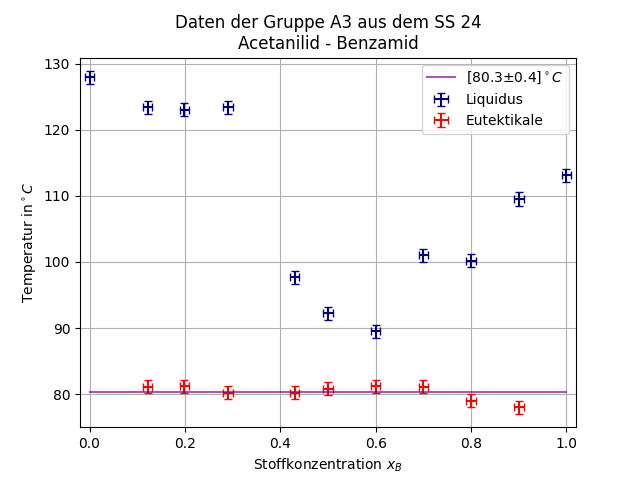 Daten der Gruppe A3 aus dem SS 24
Acetanilid - Benzamid
[80.3±0.4]°C
Liquidus
Eutektikale
Temperatur in °C
130
120
110
100
90
80
0.0 0.2 0.4 0.6 0.8 1.0
Stoffkonzentration x_B